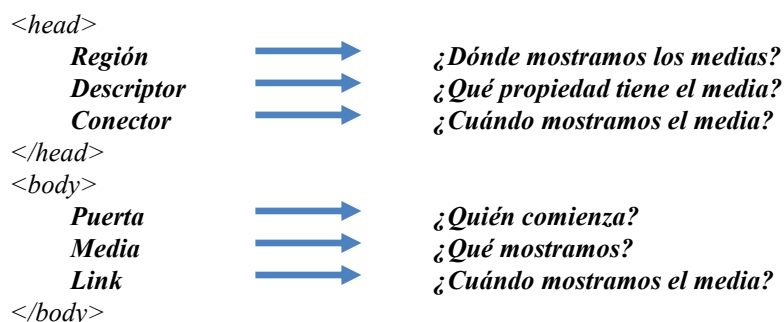 <head>
Región ¿Dónde mostramos los medias?
Descriptor ¿Qué propiedad tiene el media?
Conector ¿Cuándo mostramos el media?
</head>
<body>
Puerta ¿Quién comienza?
Media ¿Qué mostramos?
Link ¿Cuándo mostramos el media?
</body>